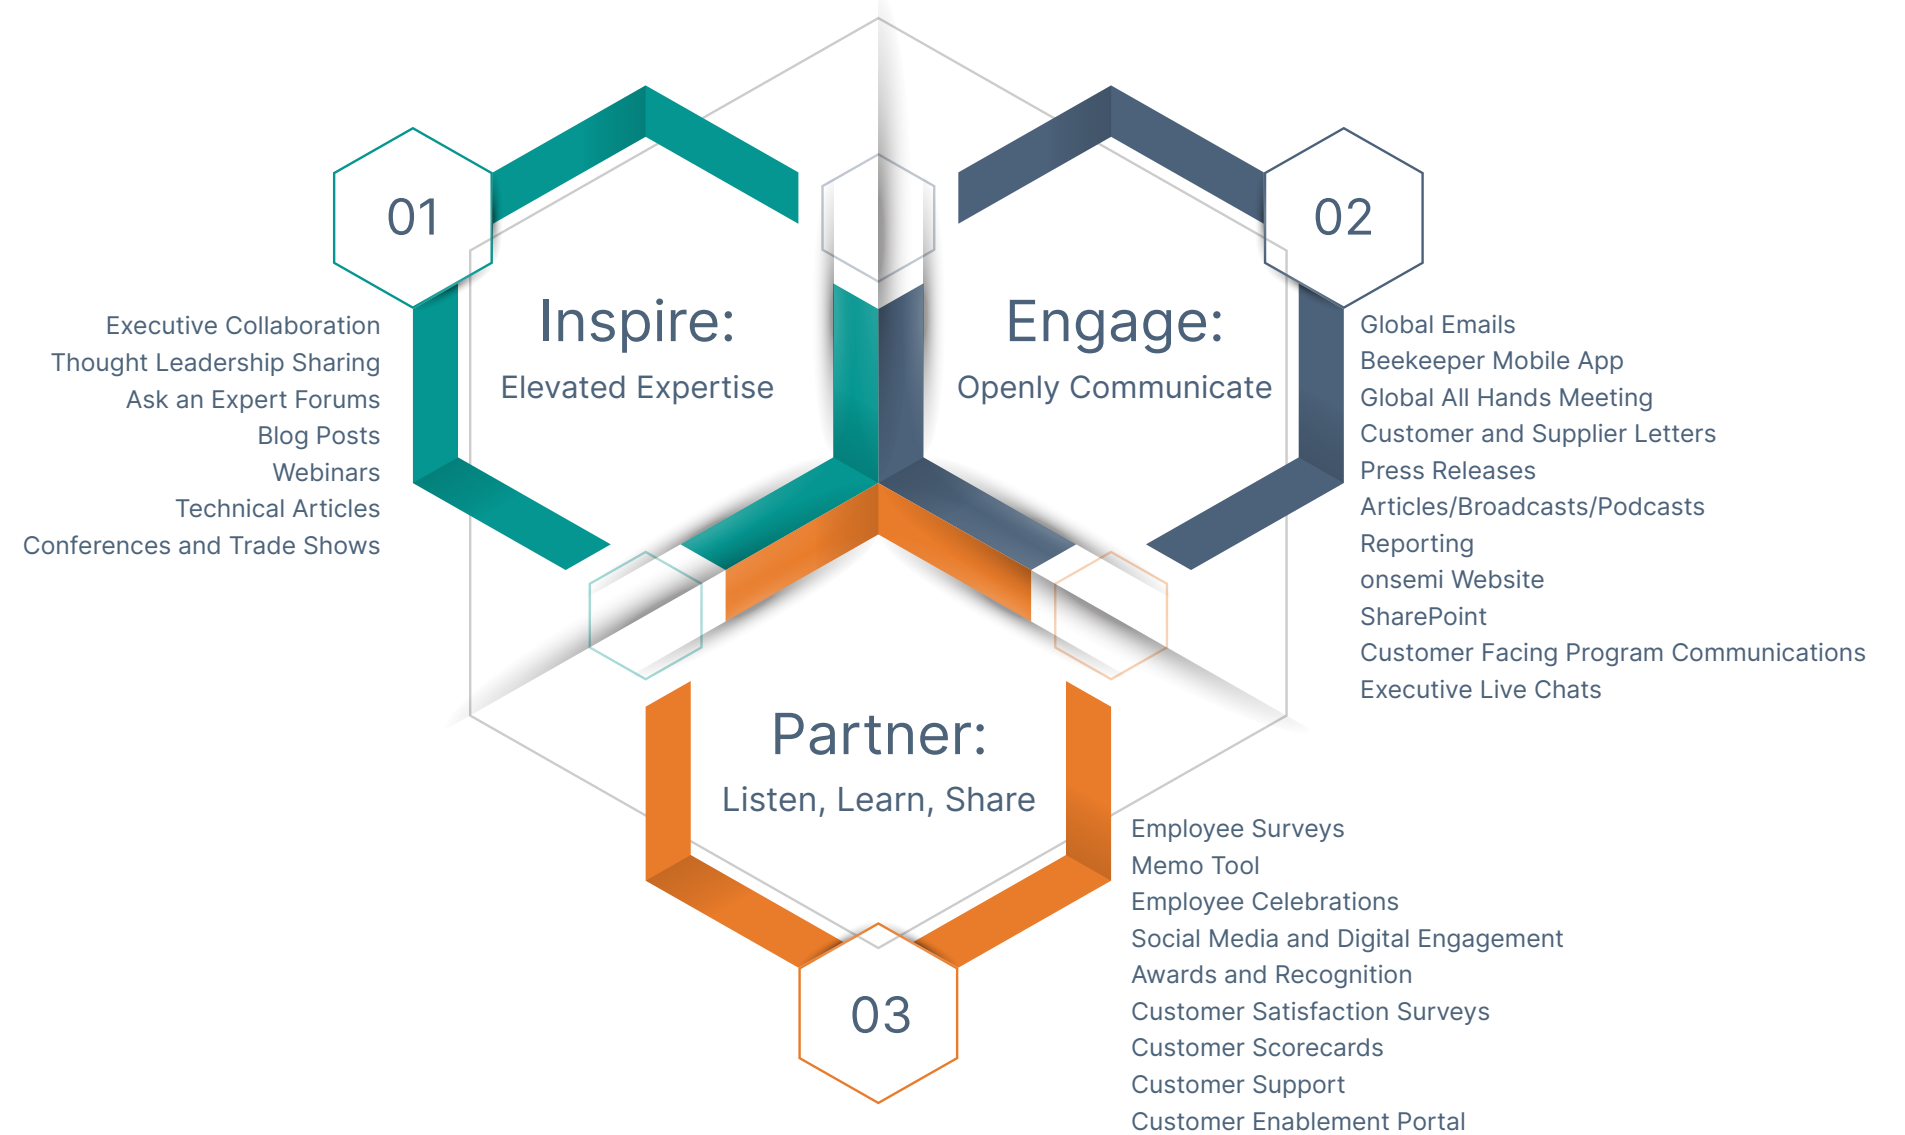 01
Inspire:
Elevated Expertise
Executive Collaboration
Thought Leadership Sharing
Ask an Expert Forums
Blog Posts
Webinars
Technical Articles
Conferences and Trade Shows
02
Engage:
Openly Communicate
Global Emails
Beekeeper Mobile App
Global All Hands Meeting
Customer and Supplier Letters
Press Releases
Articles/Broadcasts/Podcasts
Reporting
onsemi Website
SharePoint
Customer Facing Program Communications
Executive Live Chats
Partner:
Listen, Learn, Share
03
Employee Surveys
Memo Tool
Employee Celebrations
Social Media and Digital Engagement
Awards and Recognition
Customer Satisfaction Surveys
Customer Scorecards
Customer Support
Customer Enablement Portal